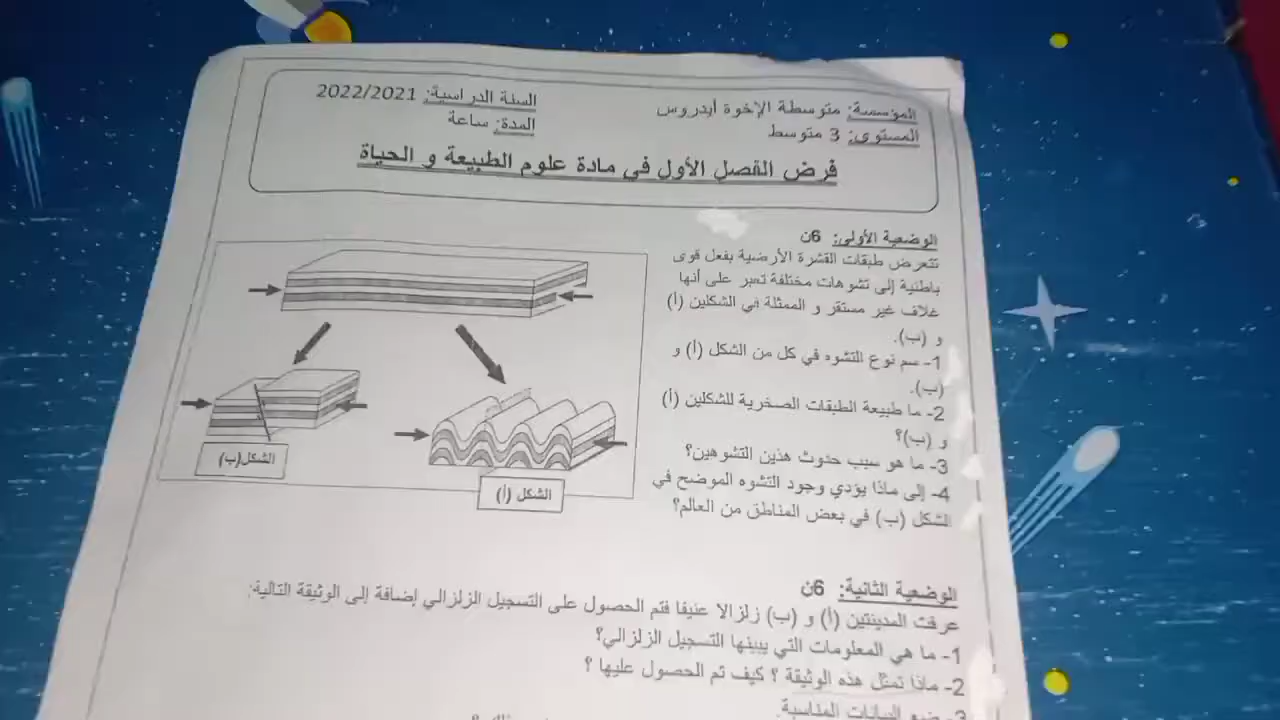 المؤسسة: متوسطة الإخوة أيدروس
السنة الدراسية: 2022/2021
المستوى: 3 متوسط
المدة: ساعة
فرض الفصل الأول في مادة علوم الطبيعة و الحياة
الوضعية الأولى: 6ن
تتعرض طبقات القشرة الأرضية بفعل قوى
باطنية إلى تشوهات مختلفة تعبر على أنها
غلاف غير مستقر و الممثلة في الشكلين (أ)
و (ب).
1- سم نوع التشوه في كل من الشكل (أ) و
(ب).
2- ما طبيعة الطبقات الصخرية للشكلين (أ)
و (ب)؟
3- ما هو سبب حدوث هذين التشوهين؟
4- إلى ماذا يؤدي وجود التشوه الموضح في
الشكل (ب) في بعض المناطق من العالم؟
الشكل(ب)
الشكل (أ)
الوضعية الثانية: 6ن
عرفت المدينتين (أ) و (ب) زلزالا عنيفا فتم الحصول على التسجيل الزلزالي إضافة إلى الوثيقة التالية:
1- ما هي المعلومات التي يبينها التسجيل الزلزالي؟
2- ماذا تمثل هذه الوثيقة ؟ كيف تم الحصول عليها ؟
3- ضع البيانات المناسبة.